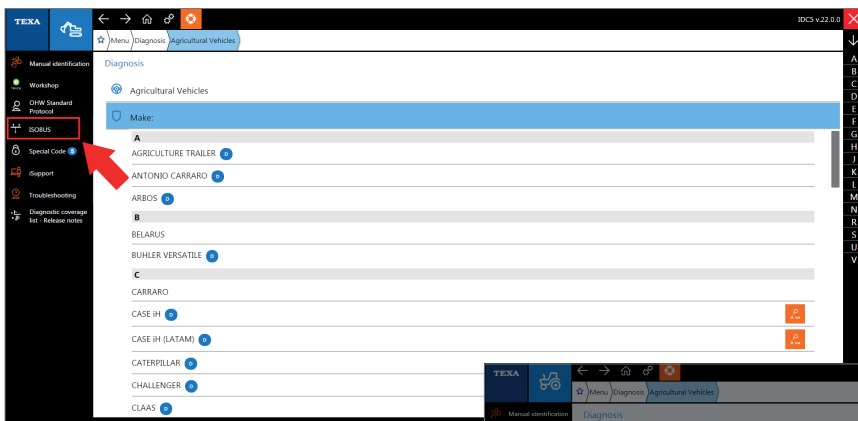 TEXA
IDC5 v.22.0.0
Menu Diagnosis Agricultural Vehicles
Manual identification
Workshop
OHW Standard
Protocol
ISOBUS
Special Code
iSupport
Troubleshooting
Diagnostic coverage
list - Release notes
Diagnosis
Agricultural Vehicles
Make:
A
AGRICULTURE TRAILER D
ANTONIO CARRARO D
ARBOS D
B
BELARUS
BUHLER VERSATILE D
C
CARRARO
CASE iH D
CASE iH (LATAM) D
CATERPILLAR D
CHALLENGER D
CLAAS D
A
B
C
D
E
F
G
H
J
K
L
M
N
R
S
U
V
TEXA
Menu Diagnosis Agricultural Vehicles
Manual identification
Diagnosis